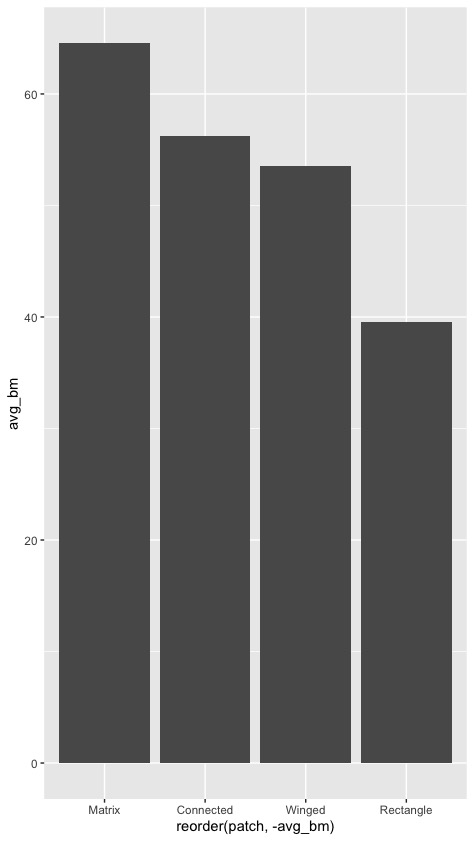 avg_bm
60
40
20
0
Matrix Connected Winged Rectangle
reorder(patch, -avg_bm)